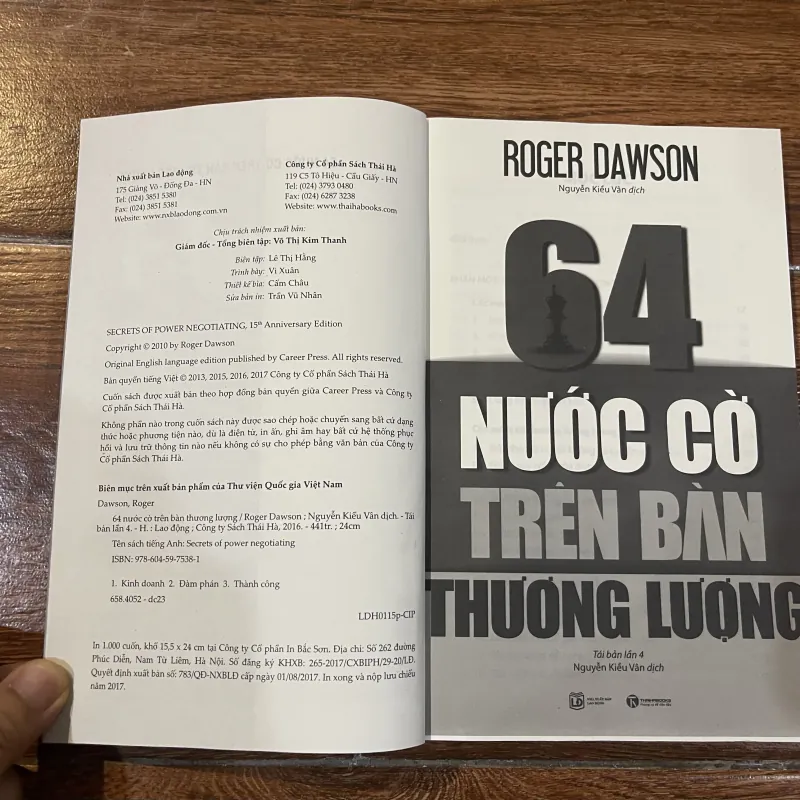 Nhà xuất bản Lao động
175 Giảng Võ - Đống Đa - HN
Tel: (024) 3851 5380
Fax: (024) 3851 5381
Website: www.nxblaodong.com.vn
Công ty Cổ phần Sách Thái Hà
119 C5 Tô Hiệu - Cầu Giấy - HN
Tel: (024) 3793 0480
Fax: (024) 6287 3238
Website: www.thaihabooks.com
Chịu trách nhiệm xuất bản:
Giám đốc - Tổng biên tập: Võ Thị Kim Thanh
Biên tập: Lê Thị Hằng
Trình bày: Vi Xuân
Thiết kế bìa: Cẩm Châu
Sửa bản in: Trần Vũ Nhân
SECRETS OF POWER NEGOTIATING, 15th Anniversary Edition
Copyright © 2010 by Roger Dawson
Original English language edition published by Career Press. All rights reserved.
Bản quyền tiếng Việt © 2013, 2015, 2016, 2017 Công ty Cổ phần Sách Thái Hà
Cuốn sách được xuất bản theo hợp đồng bản quyền giữa Career Press và Công ty
Cổ phần Sách Thái Hà.
Không phần nào trong cuốn sách này được sao chép hoặc chuyển sang bất cứ dạng
thức hoặc phương tiện nào, dù là điện tử, in ấn, ghi âm hay bất cứ hệ thống phục
hồi và lưu trữ thông tin nào nếu không có sự cho phép bằng văn bản của Công ty
Cổ phần Sách Thái Hà.
Biên mục trên xuất bản phẩm của Thư viện Quốc gia Việt Nam
Dawson, Roger
64 nước cờ trên bàn thương lượng / Roger Dawson ; Nguyễn Kiều Vân dịch. - Tái
bản lần 4. - H. : Lao động ; Công ty Sách Thái Hà, 2016. - 441tr. ; 24cm
Tên sách tiếng Anh: Secrets of power negotiating
ISBN: 978-604-59-7538-1
1. Kinh doanh 2. Đàm phán 3. Thành công
658.4052 - dc23
LDH0115p-CIP
In 1.000 cuốn, khổ 15,5 x 24 cm tại Công ty Cổ phần In Bắc Sơn. Địa chỉ: Số 262 đường
Phúc Diễn, Nam Từ Liêm, Hà Nội. Số đăng ký KHXB: 265-2017/CXBIPH/29-20/LĐ.
Quyết định xuất bản số: 783/QĐ-NXBLĐ cấp ngày 01/08/2017. In xong và nộp lưu chiểu
năm 2017.
ROGER DAWSON
Nguyễn Kiều Vân dịch
64
NƯỚC CỜ
TRÊN BÀN
THƯƠNG LƯỢNG
Tái bản lần 4
Nguyễn Kiều Vân dịch
LĐ
THAIHABOOKS